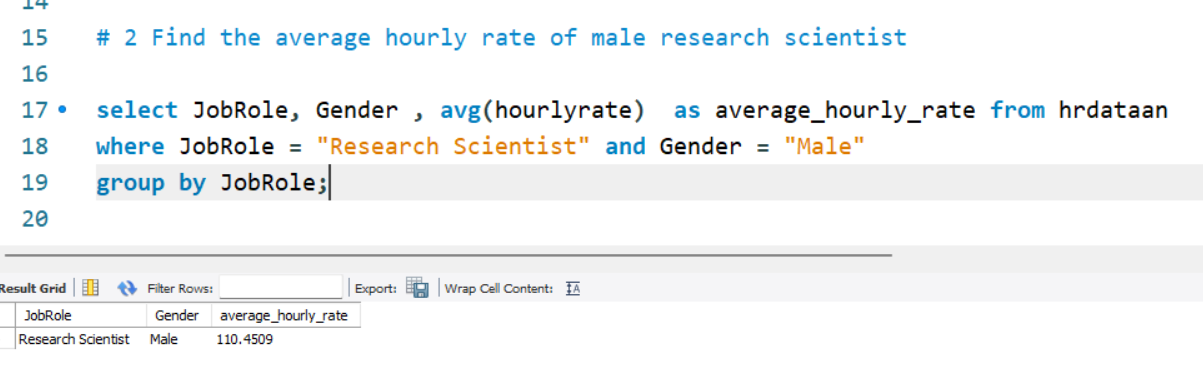 14
15 # 2 Find the average hourly rate of male research scientist
16
17 select JobRole, Gender , avg(hourlyrate)  as average_hourly_rate from hrdataan
18 where JobRole = "Research Scientist" and Gender = "Male"
19 group by JobRole;
20
Result Grid Filter Rows: Export: Wrap Cell Content: IA
JobRole Gender average_hourly_rate
Research Scientist Male 110.4509